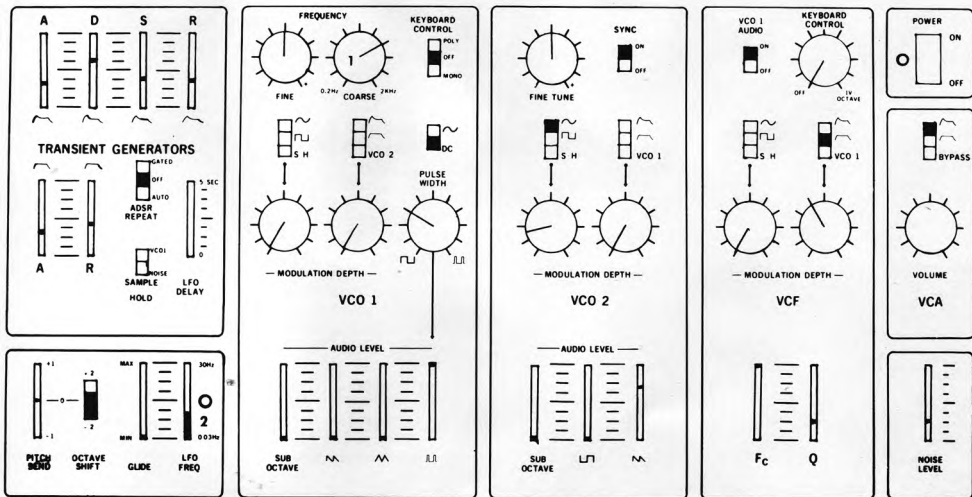 A D S R
TRANSIENT GENERATORS
GATED
OFF
AUTO
ADSR
REPEAT
5 SEC
0
VCO1
NOISE
SAMPLE
HOLD
LFO
DELAY
A R
+1
0
-1
PITCH
BEND
+2
-2
OCTAVE
SHIFT
MAX
MIN
GLIDE
30Hz
2
0.03Hz
LFO
FREQ
FREQUENCY
FINE
1
0.2Hz COARSE 2KHz
KEYBOARD
CONTROL
POLY
OFF
MONO
S H
VCO 2
DC
PULSE
WIDTH
— MODULATION DEPTH —
VCO 1
AUDIO LEVEL
SUB
OCTAVE
FINE TUNE
SYNC
ON
OFF
S H
VCO 1
— MODULATION DEPTH —
VCO 2
AUDIO LEVEL
SUB
OCTAVE
VCO 1
AUDIO
ON
OFF
KEYBOARD
CONTROL
OFF
1V
OCTAVE
S H
VCO 1
— MODULATION DEPTH —
VCF
Fc
Q
POWER
ON
OFF
BYPASS
VOLUME
VCA
NOISE
LEVEL